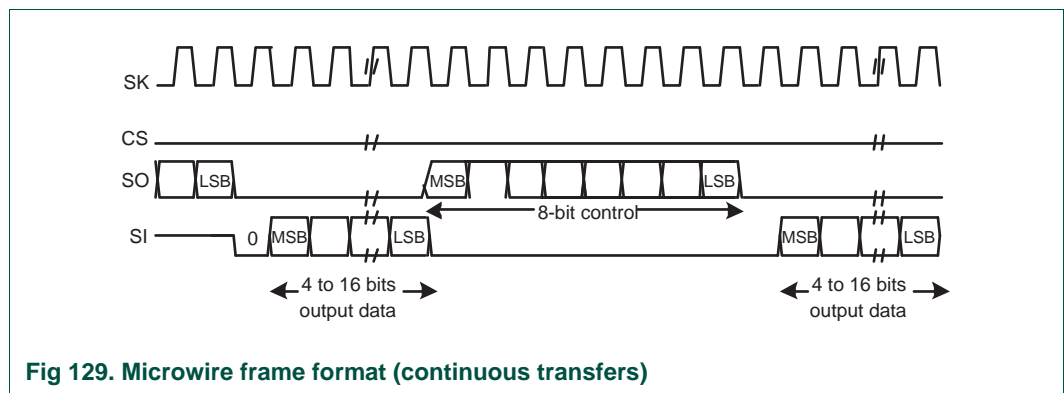 SK
CS
SO
LSB
MSB
LSB
8-bit control
SI
0
MSB
LSB
MSB
LSB
4 to 16 bits
output data
4 to 16 bits
output data
Fig 129. Microwire frame format (continuous transfers)